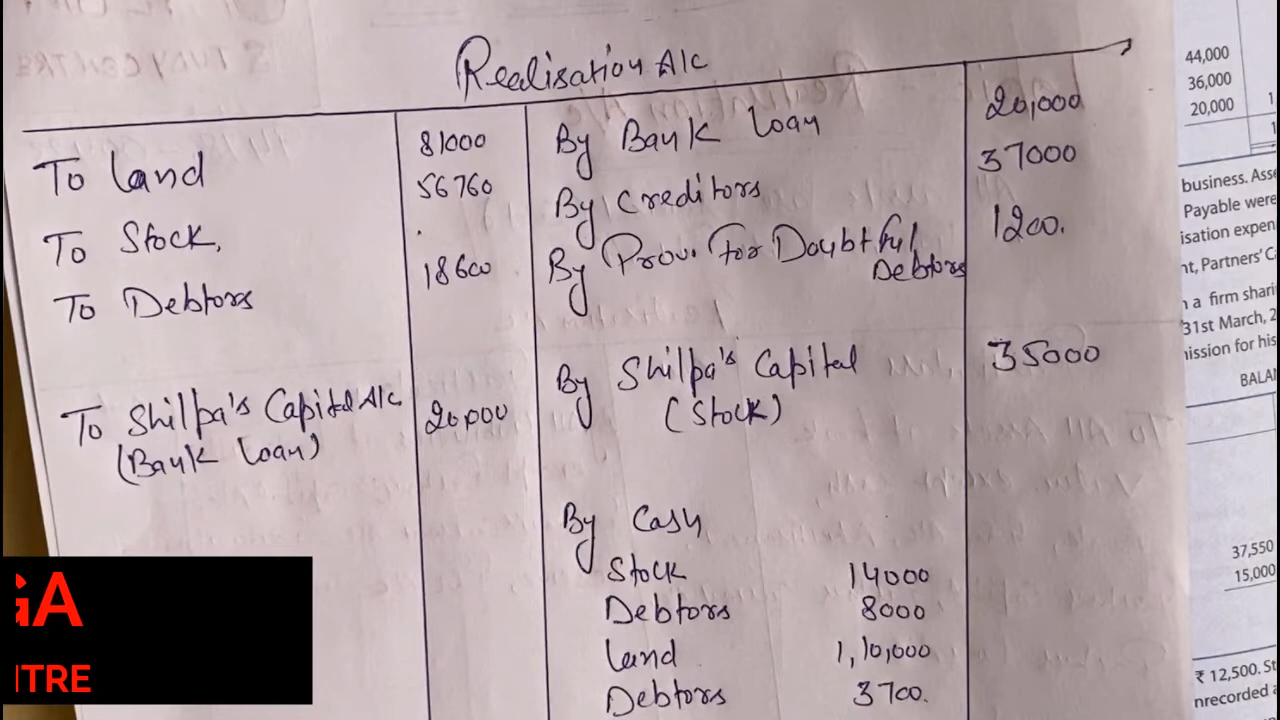 Realisation A/c
To land 81000
To Stock, 56760
To Debtors 18600
To Shilpa's Capital A/c 20,000
(Bank loan)
By Bank loan 20,000
By Creditors 37000
By Prov. For Doubtful 1200.
Debtors
By Shilpa's Capital 35000
(Stock)
By Cash
Stock 14000
Debtors 8000
land 1,10,000
Debtors 3700.
GA
NTRE
44,000
36,000
20,000
business. Asse
Payable were
isation expen
nt, Partners' C
n a firm shari
31st March, 2
ission for his
BALAN
37,550
15,000
₹ 12,500. St
nrecorded a